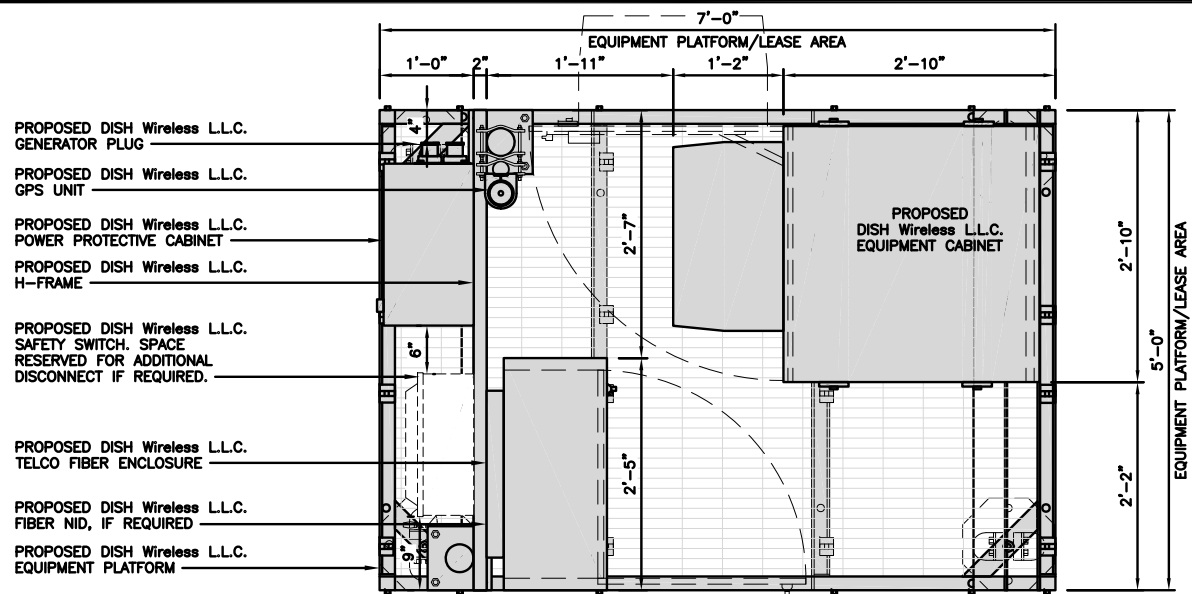 7'-0"
EQUIPMENT PLATFORM/LEASE AREA
1'-0"
2"
1'-11"
1'-2"
2'-10"
4"
PROPOSED DISH Wireless L.L.C.
GENERATOR PLUG
PROPOSED DISH Wireless L.L.C.
GPS UNIT
PROPOSED DISH Wireless L.L.C.
POWER PROTECTIVE CABINET
PROPOSED DISH Wireless L.L.C.
H-FRAME
PROPOSED DISH Wireless L.L.C.
SAFETY SWITCH. SPACE
RESERVED FOR ADDITIONAL
DISCONNECT IF REQUIRED.
PROPOSED DISH Wireless L.L.C.
TELCO FIBER ENCLOSURE
PROPOSED DISH Wireless L.L.C.
FIBER NID, IF REQUIRED
PROPOSED DISH Wireless L.L.C.
EQUIPMENT PLATFORM
6"
9"
2'-7"
2'-5"
PROPOSED
DISH Wireless L.L.C.
EQUIPMENT CABINET
2'-10"
2'-2"
5'-0"
EQUIPMENT PLATFORM/LEASE AREA